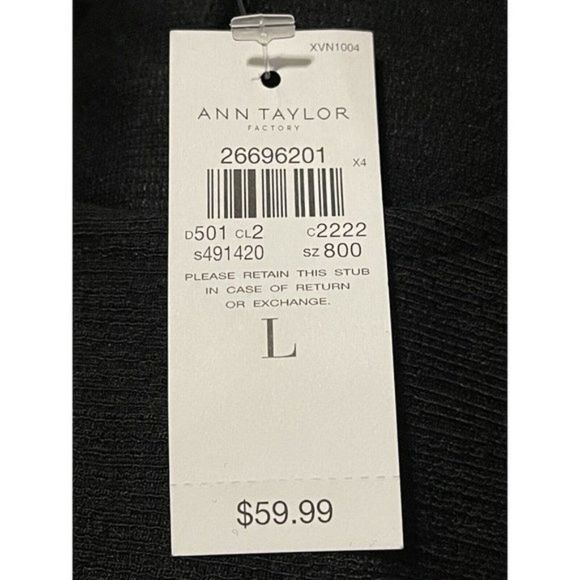 XVN1004
ANN TAYLOR
FACTORY
26696201 X4
D501 CL2 C2222
S491420 SZ 800
PLEASE RETAIN THIS STUB
IN CASE OF RETURN
OR EXCHANGE.
L
$59.99